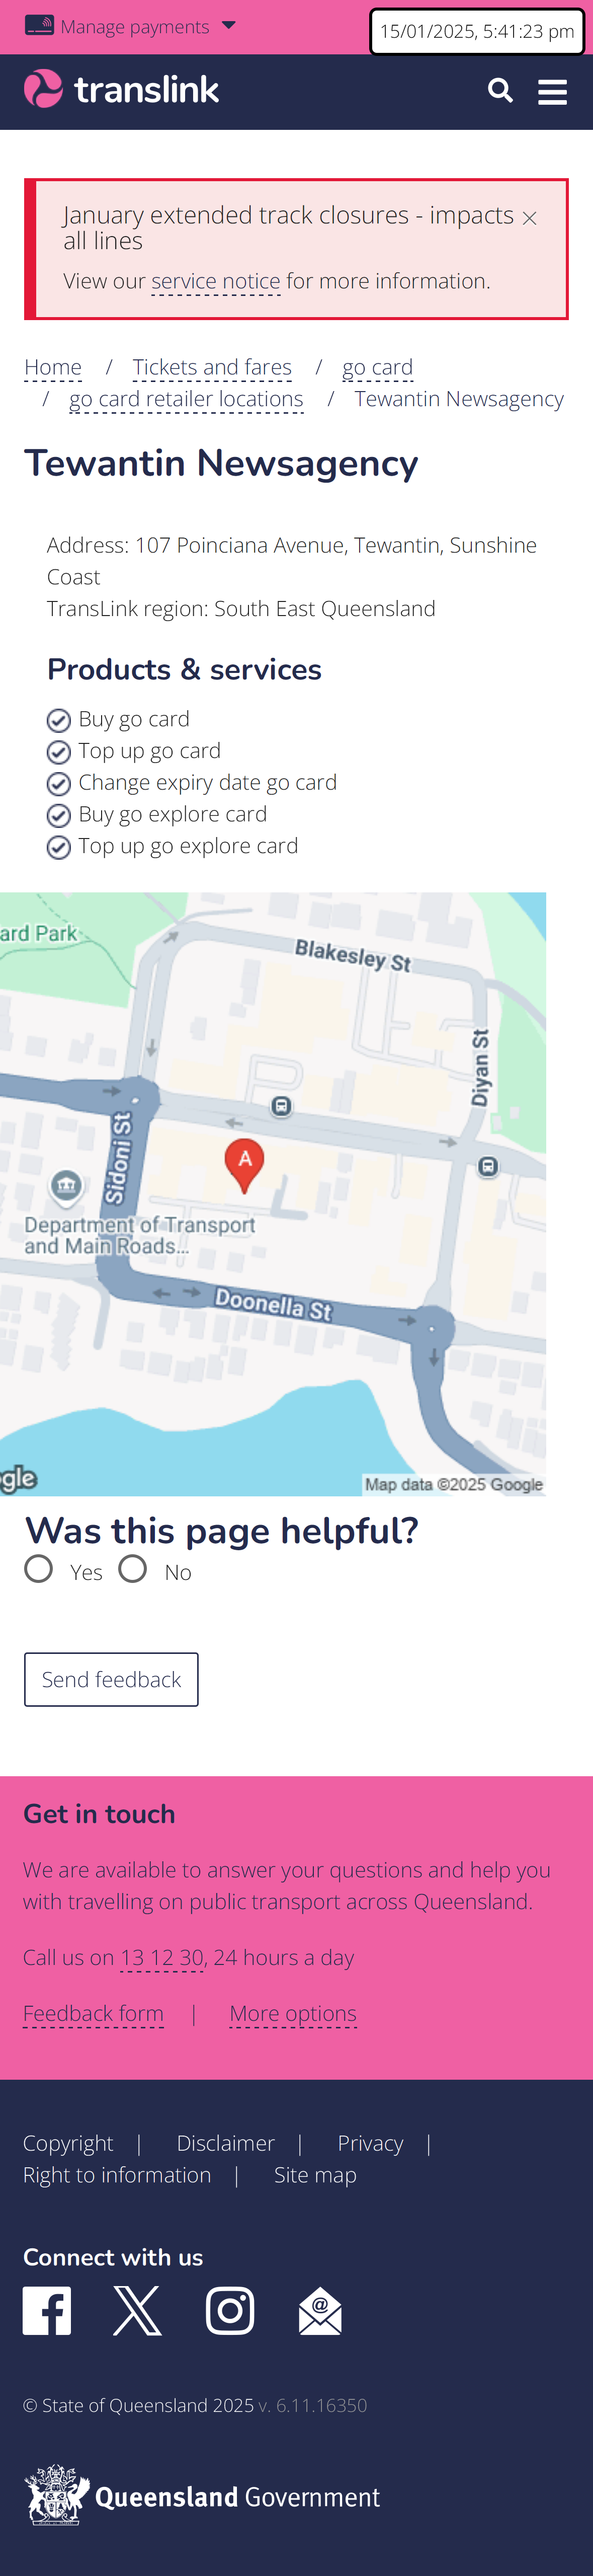 Manage payments
15/01/2025, 5:41:23 pm
translink
January extended track closures - impacts
all lines
View our service notice for more information.
Home / Tickets and fares / go card
/ go card retailer locations / Tewantin Newsagency
Tewantin Newsagency
Address: 107 Poinciana Avenue, Tewantin, Sunshine
Coast
TransLink region: South East Queensland
Products & services
Buy go card
Top up go card
Change expiry date go card
Buy go explore card
Top up go explore card
ard Park
Blakesley St
Diyan St
Sidoni St
A
Department of Transport
and Main Roads...
Doonella St
gle
Map data ©2025 Google
Was this page helpful?
Yes No
Send feedback
Get in touch
We are available to answer your questions and help you
with travelling on public transport across Queensland.
Call us on 13 12 30, 24 hours a day
Feedback form | More options
Copyright | Disclaimer | Privacy |
Right to information | Site map
Connect with us
@
© State of Queensland 2025 v. 6.11.16350
Queensland Government